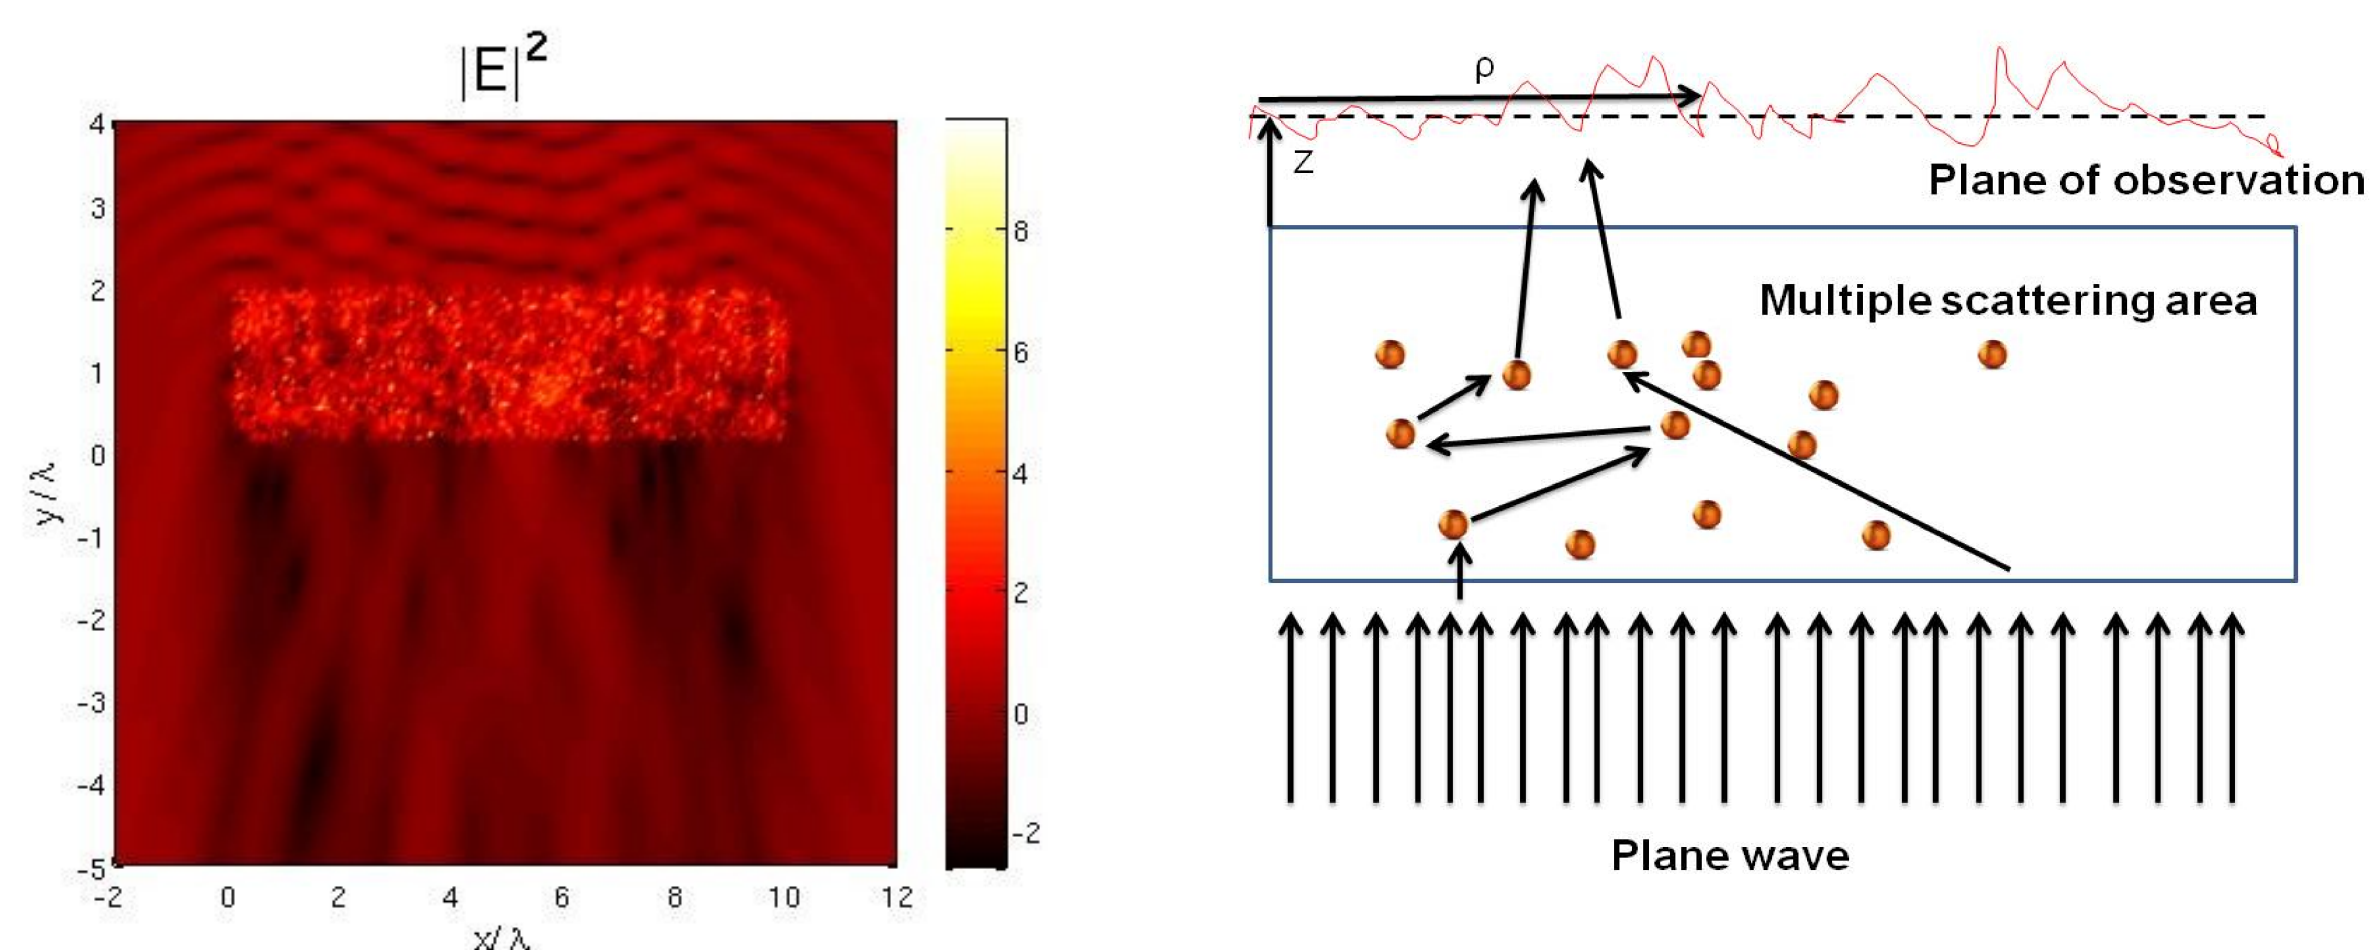 |E|²
4
3
2
1
0
-1
-2
-3
-4
-5
y/λ
-2 0 2 4 6 8 10 12
x/λ
8
6
4
2
0
-2
ρ
Z
Plane of observation
Multiple scattering area
Plane wave